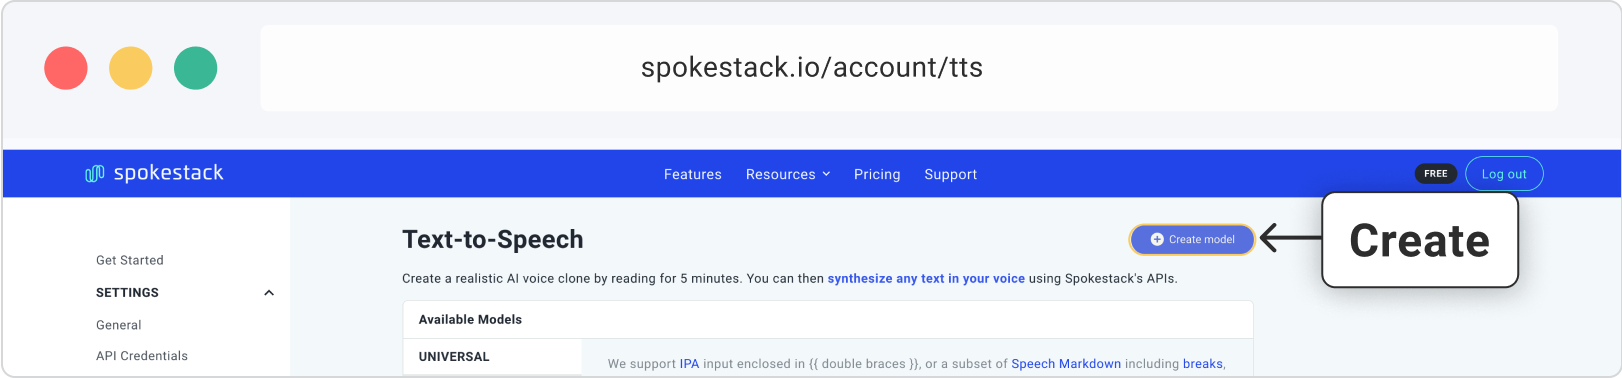 spokestack.io/account/tts
spokestack Features Resources Pricing Support FREE Log out
Create
Text-to-Speech Create model
Create a realistic AI voice clone by reading for 5 minutes. You can then synthesize any text in your voice using Spokestack's APIs.
Get Started
SETTINGS
General
API Credentials
Available Models
UNIVERSAL
We support IPA input enclosed in {{ double braces }}, or a subset of Speech Markdown including breaks,